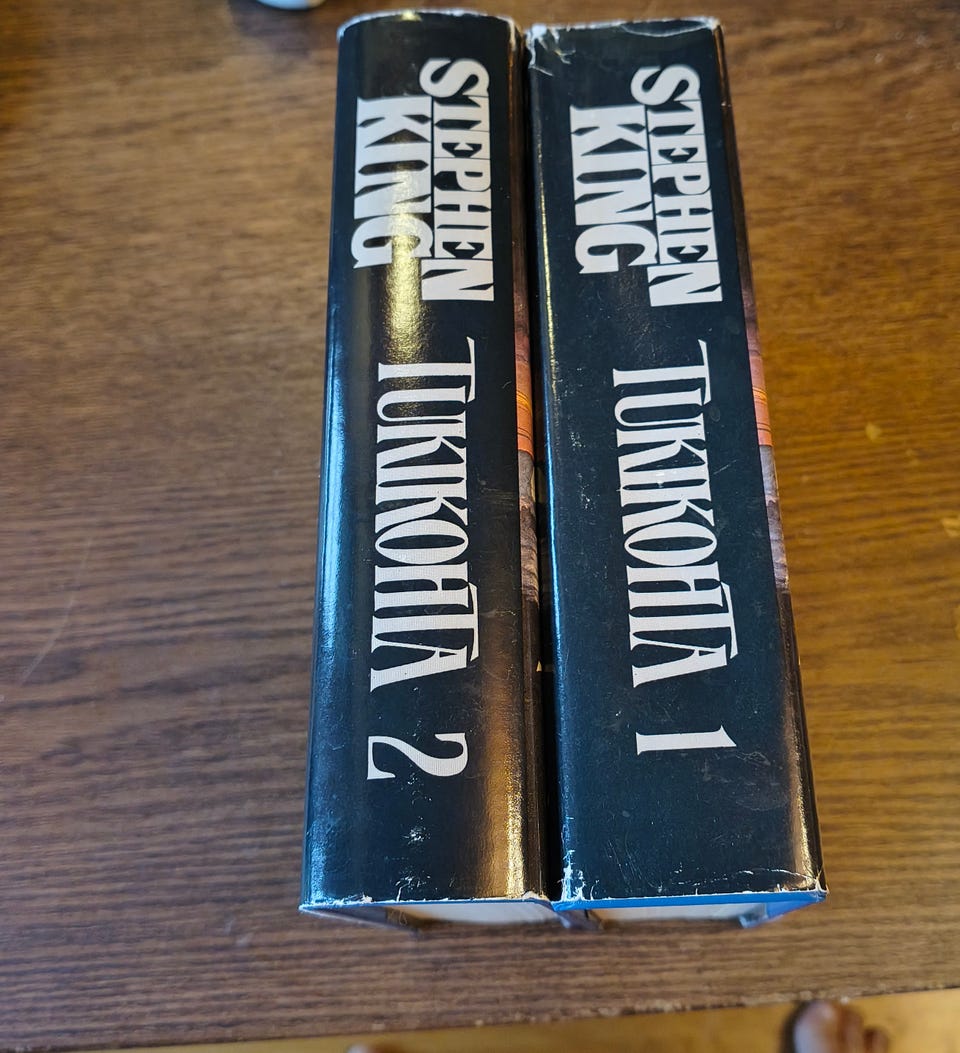 STEPHEN
KING
TUKIKOHTA 2
STEPHEN
KING
TUKIKOHTA 1